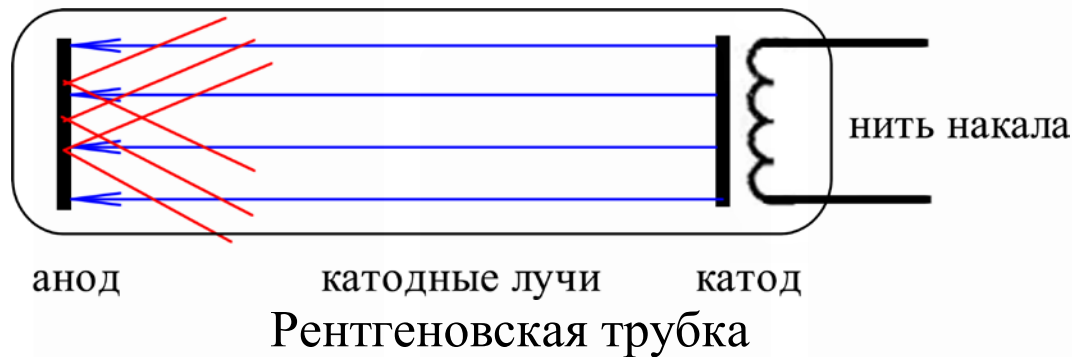 нить накала
анод катодные лучи катод
Рентгеновская трубка